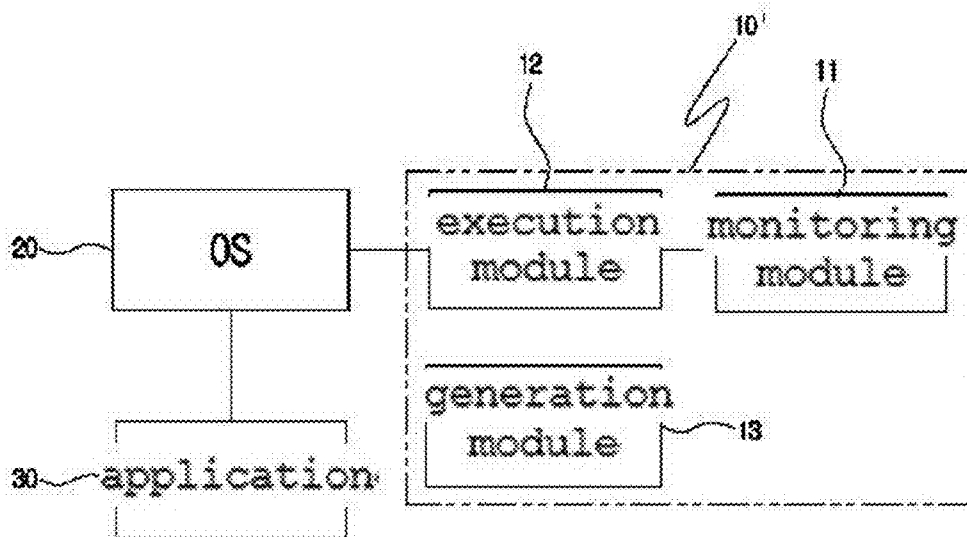 10'
12
11
execution
module
monitoring
module
20
OS
generation
module
13
30
application